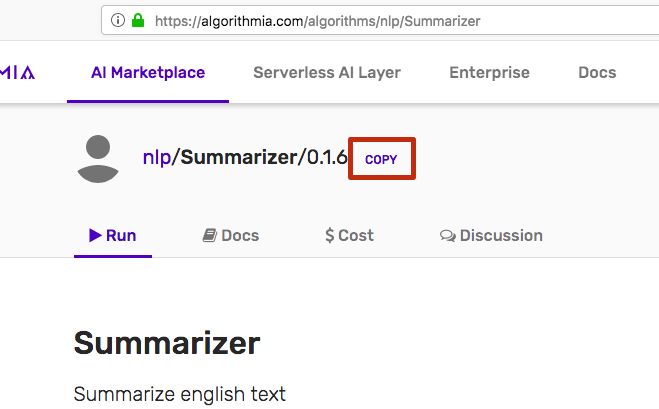 https://algorithmia.com/algorithms/nlp/Summarizer
MIA AI Marketplace Serverless AI Layer Enterprise Docs
nlp/Summarizer/0.1.6 COPY
Run Docs $ Cost Discussion
Summarizer
Summarize english text